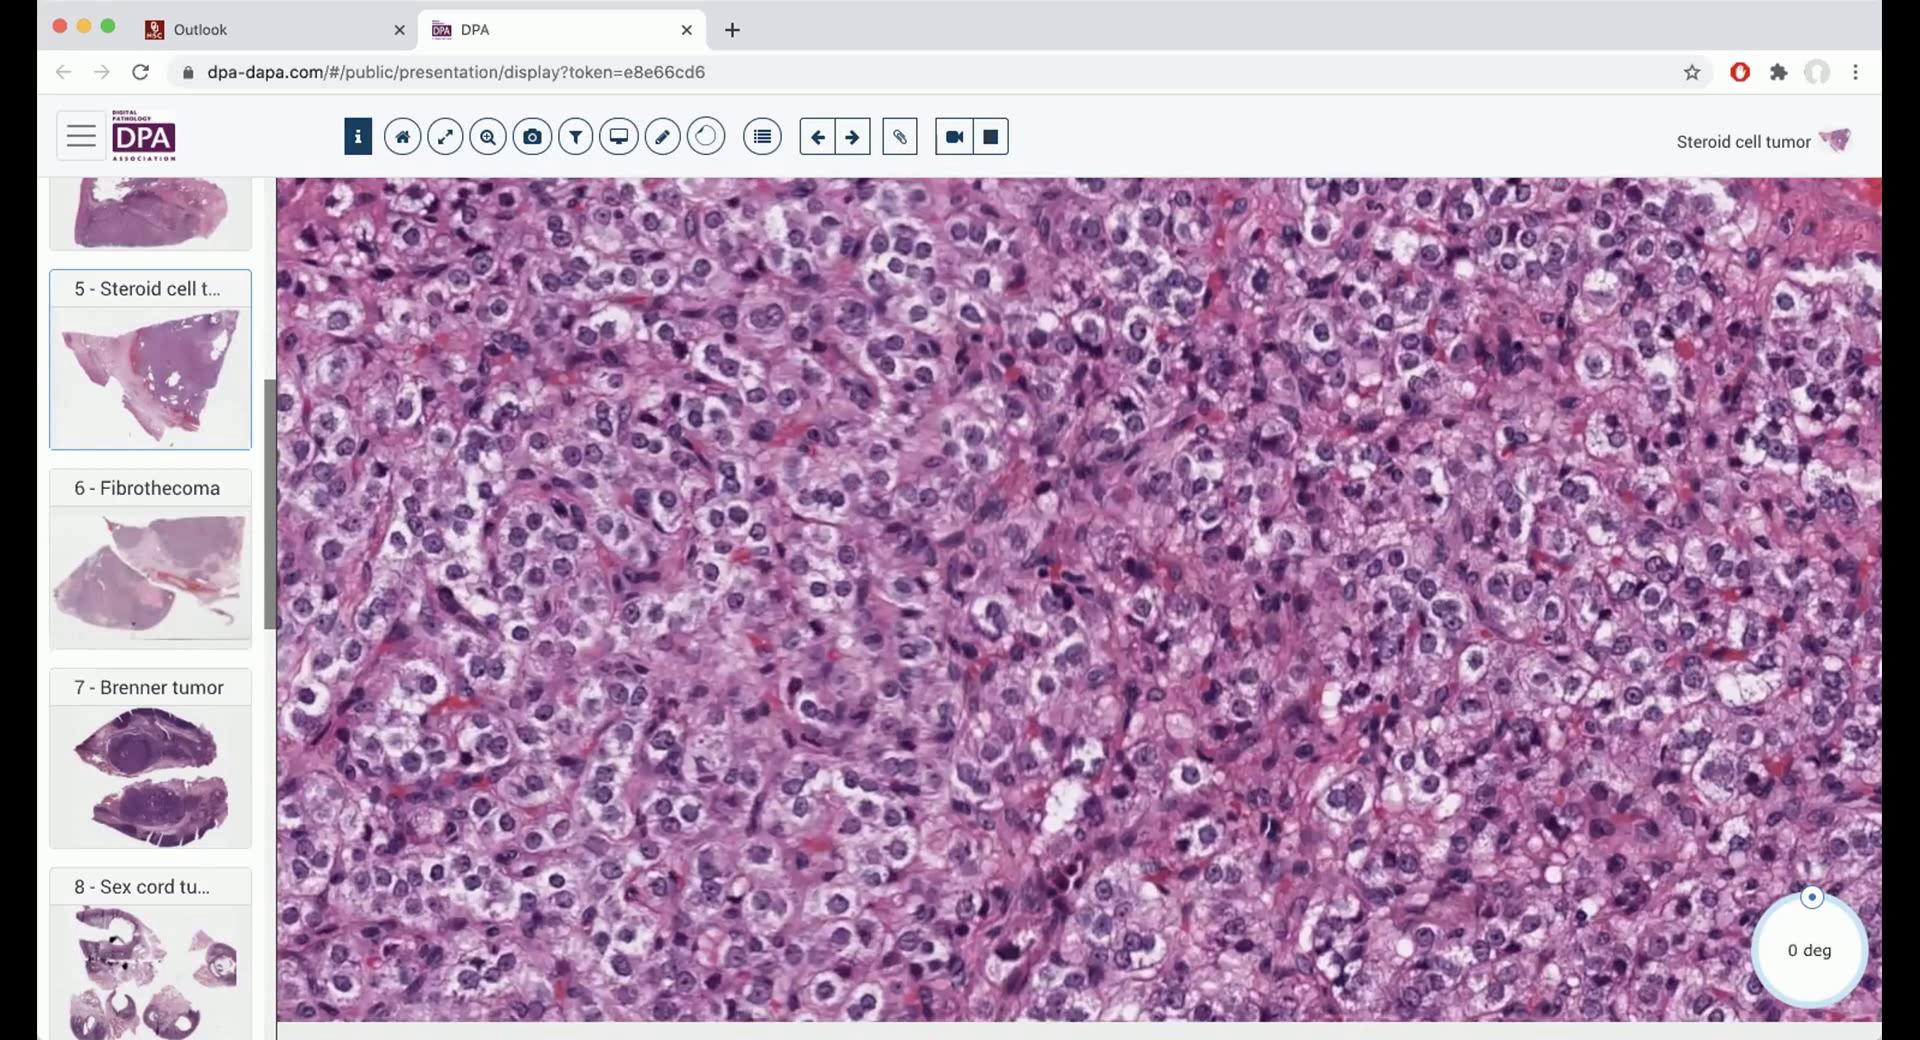 Outlook
DPA
dpa-dapa.com/#/public/presentation/display?token=e8e66cd6
DIGITAL
PATHOLOGY
DPA
ASSOCIATION
Steroid cell tumor
5 - Steroid cell t...
6 - Fibrothecoma
7 - Brenner tumor
8 - Sex cord tu...
0 deg